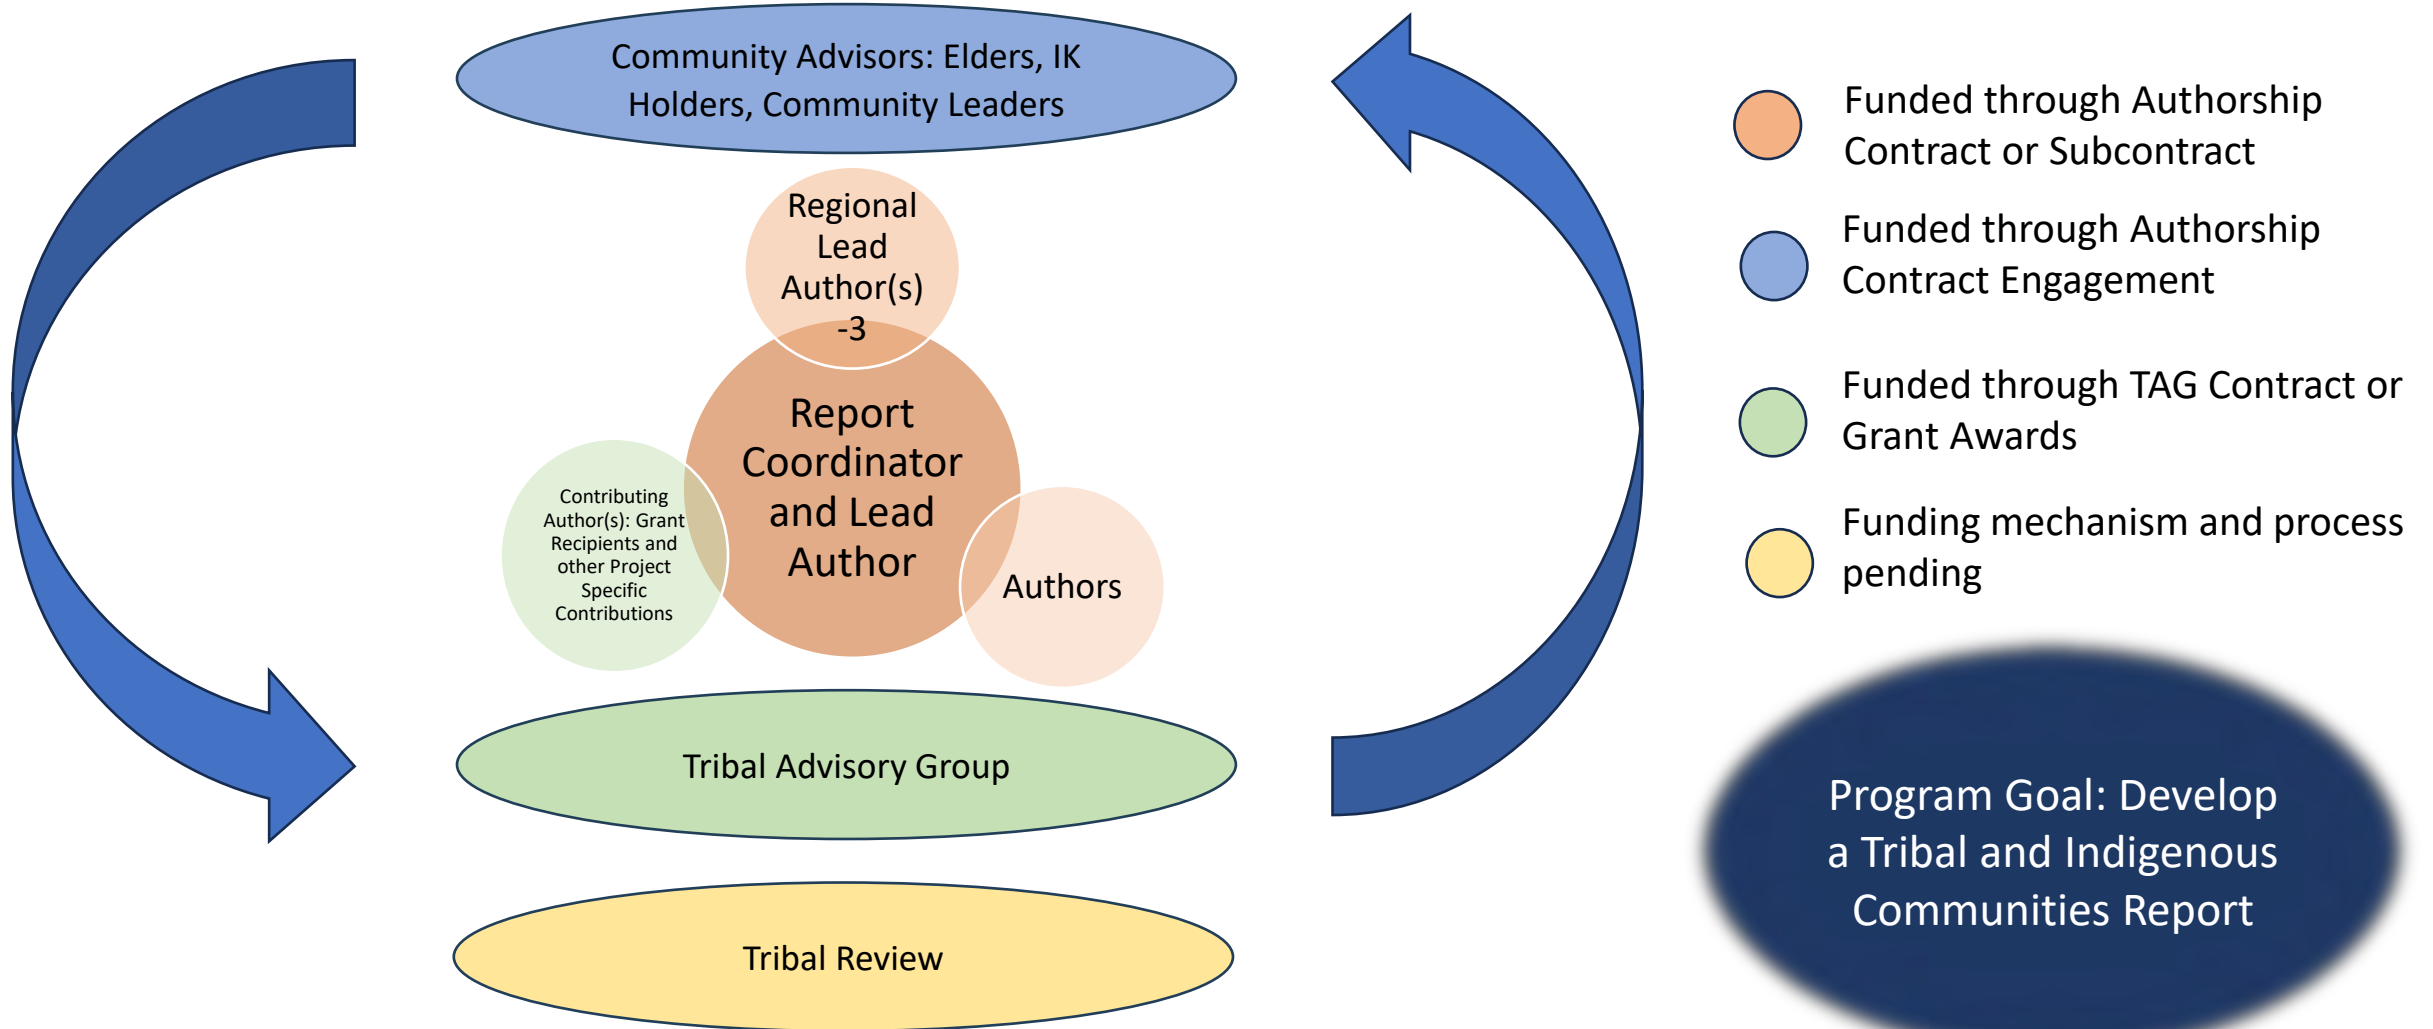 Community Advisors: Elders, IK
Holders, Community Leaders
Regional
Lead
Author(s)
-3
Report
Coordinator
and Lead
Author
Contributing
Author(s): Grant
Recipients and
other Project
Specific
Contributions
Authors
Tribal Advisory Group
Tribal Review
Funded through Authorship
Contract or Subcontract
Funded through Authorship
Contract Engagement
Funded through TAG Contract or
Grant Awards
Funding mechanism and process
pending
Program Goal: Develop
a Tribal and Indigenous
Communities Report